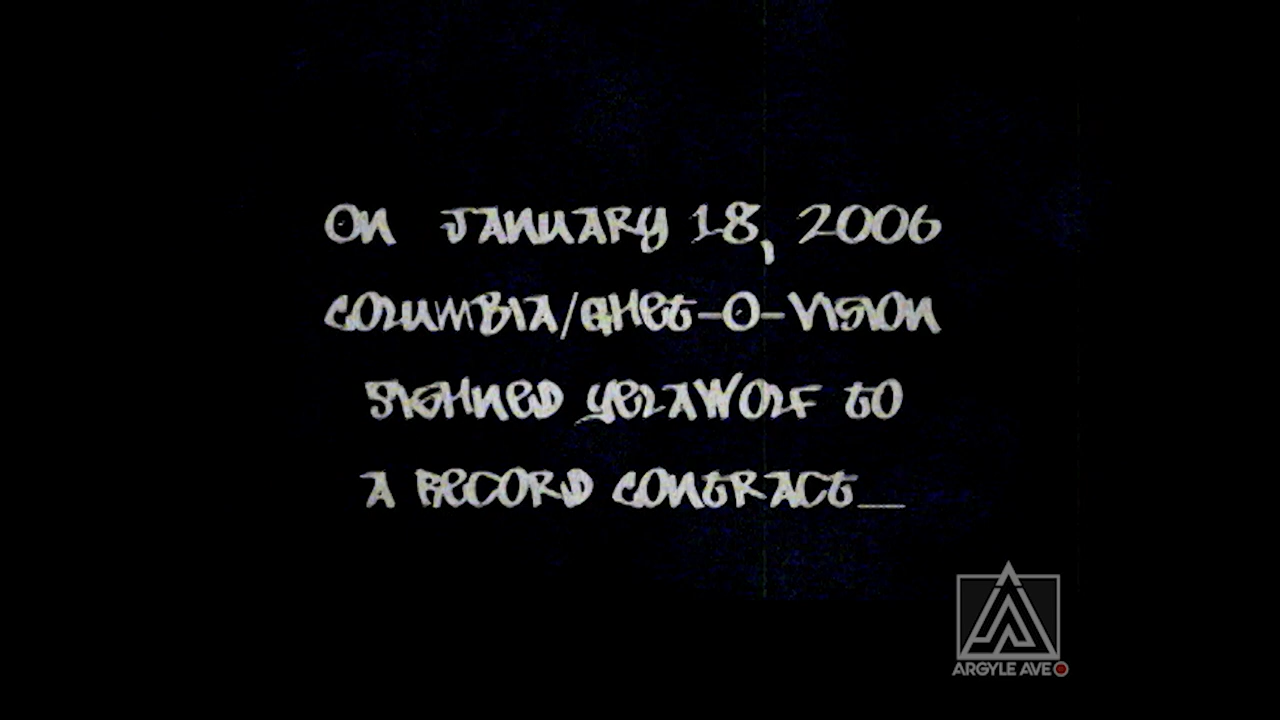 On January 18, 2006
Columbia/Ghet-O-Vision
signed Yelawolf to
a record contract_
ARGYLE AVE